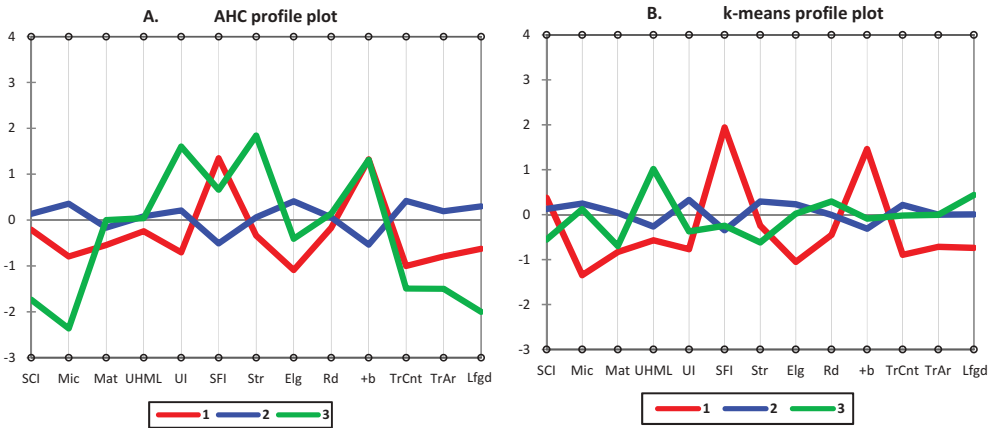 A. AHC profile plot
4
3
2
1
0
-1
-2
-3
SCI Mic Mat UHML UI SFI Str Elg Rd +b TrCnt TrAr Lfgd
1 2 3
B. k-means profile plot
4
3
2
1
0
-1
-2
-3
SCI Mic Mat UHML UI SFI Str Elg Rd +b TrCnt TrAr Lfgd
1 2 3